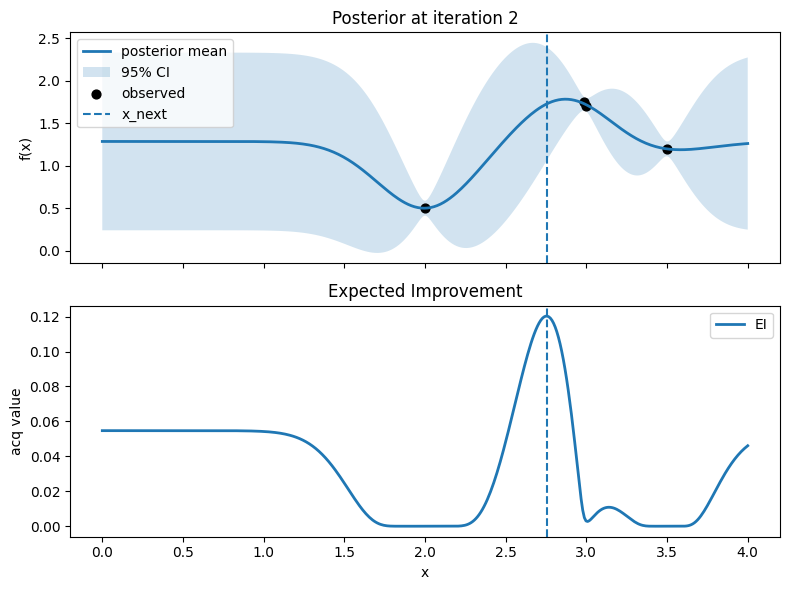 Posterior at iteration 2
2.5
2.0
1.5
1.0
0.5
0.0
f(x)
posterior mean
95% CI
observed
x_next
Expected Improvement
0.12
0.10
0.08
0.06
0.04
0.02
0.00
acq value
EI
0.0 0.5 1.0 1.5 2.0 2.5 3.0 3.5 4.0
x